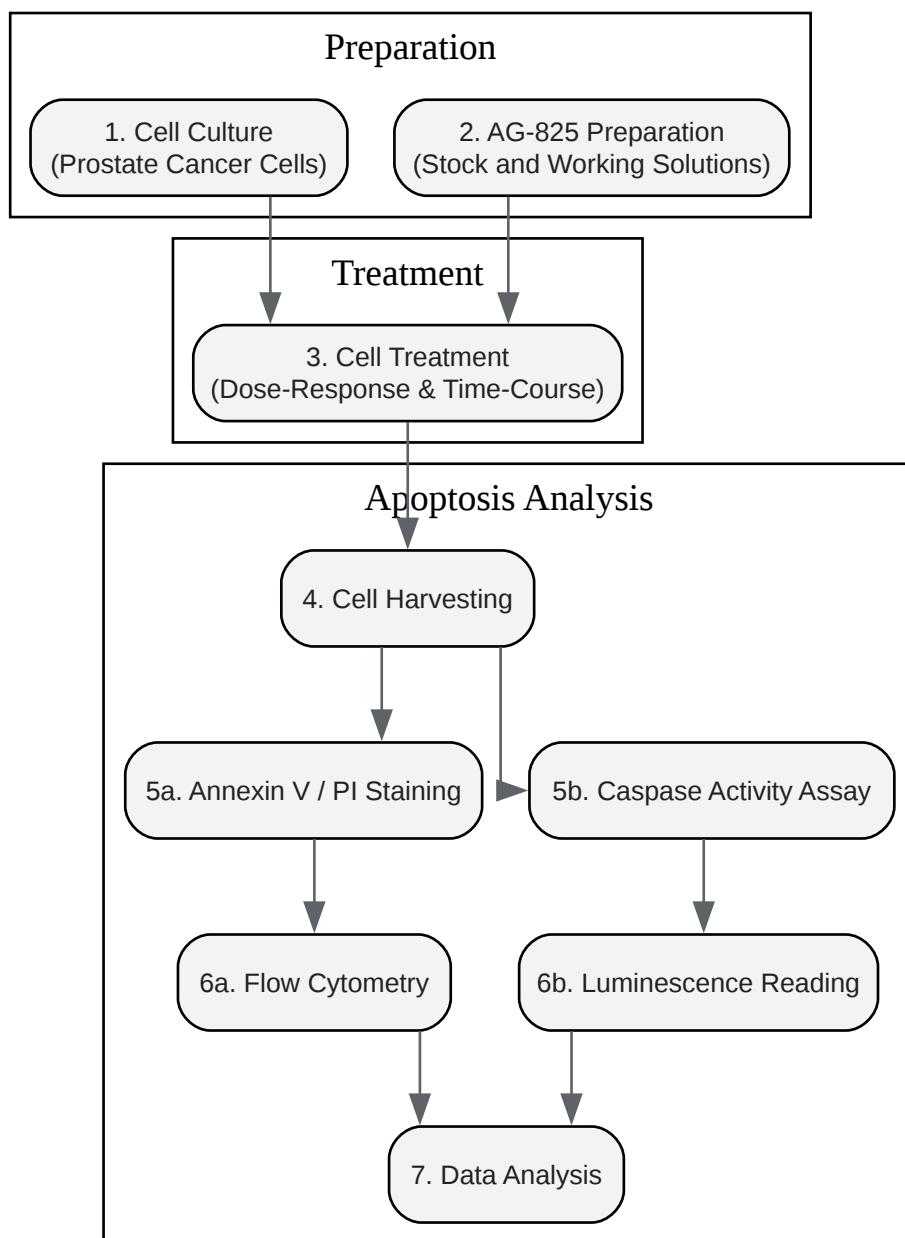 Preparation
1. Cell Culture
(Prostate Cancer Cells)
2. AG-825 Preparation
(Stock and Working Solutions)
Treatment
3. Cell Treatment
(Dose-Response & Time-Course)
Apoptosis Analysis
4. Cell Harvesting
5a. Annexin V / PI Staining
5b. Caspase Activity Assay
6a. Flow Cytometry
6b. Luminescence Reading
7. Data Analysis